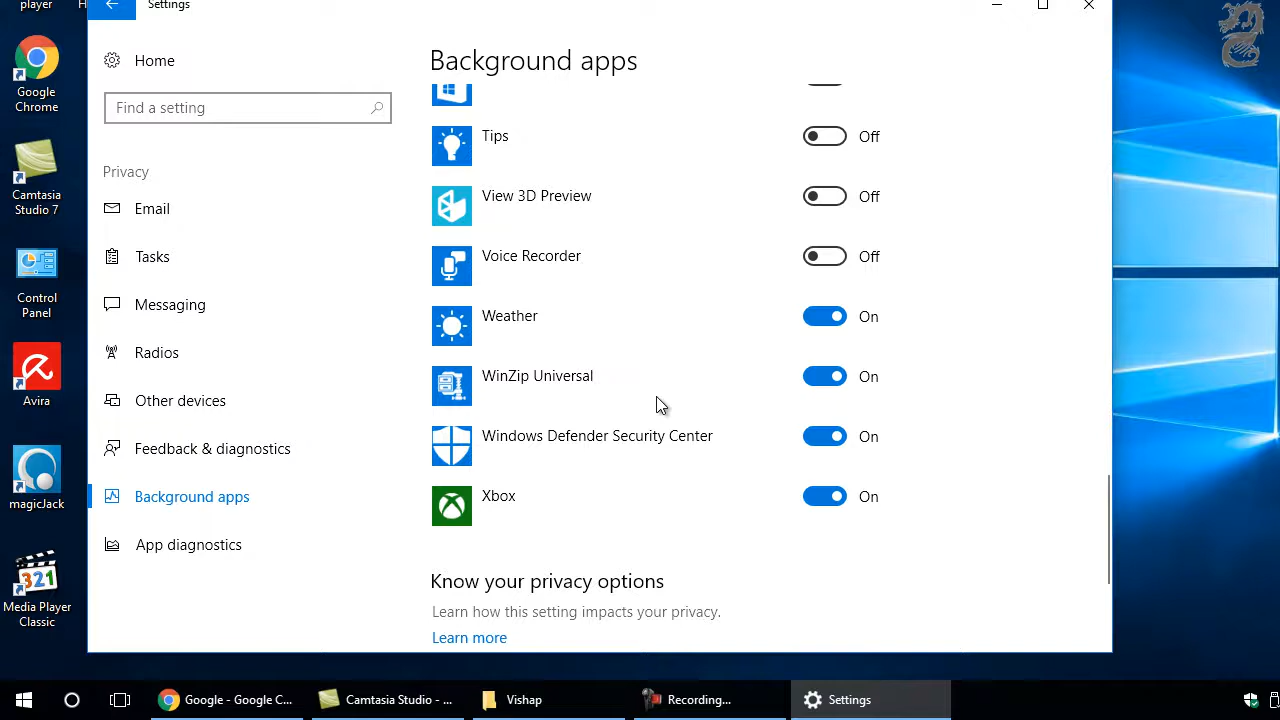 player
H
Settings
Google
Chrome
Camtasia
Studio 7
Control
Panel
Avira
magicJack
321
Media Player
Classic
Home
Find a setting
Privacy
Email
Tasks
Messaging
Radios
Other devices
Feedback & diagnostics
Background apps
App diagnostics
Background apps
Tips Off
View 3D Preview Off
Voice Recorder Off
Weather On
WinZip Universal On
Windows Defender Security Center On
Xbox On
Know your privacy options
Learn how this setting impacts your privacy.
Learn more
Google - Google C...
Camtasia Studio - ...
Vishap
Recording...
Settings